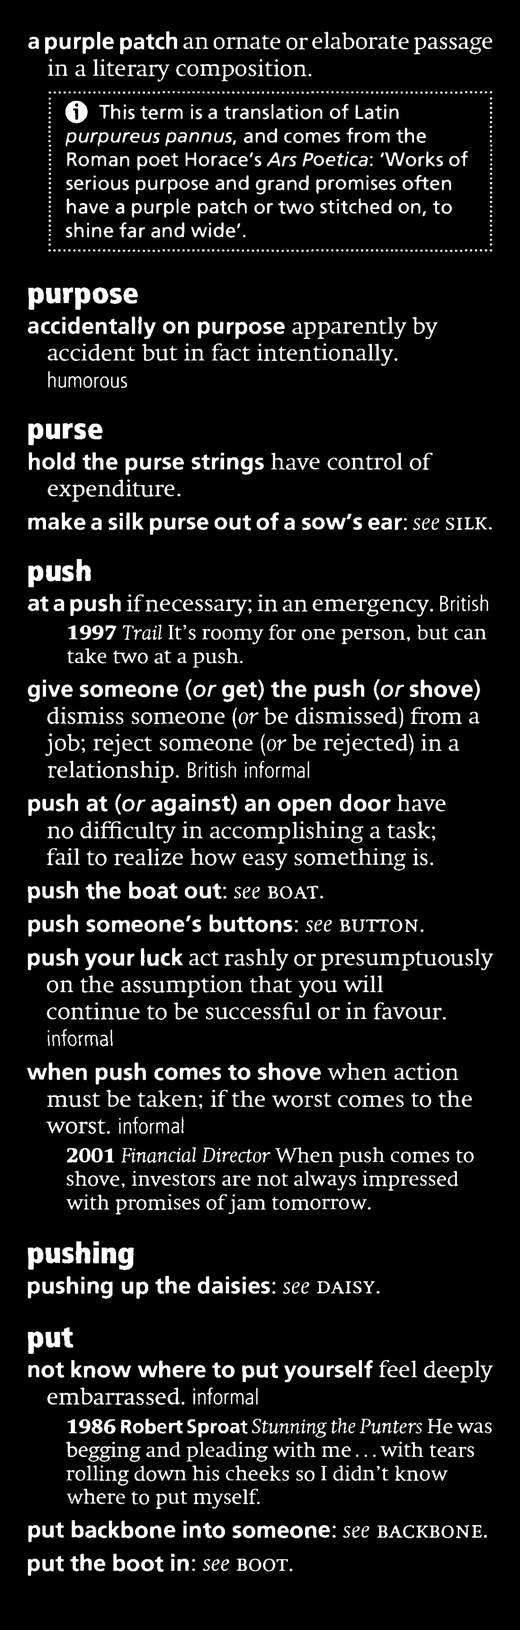 a purple patch an ornate or elaborate passage
in a literary composition.
This term is a translation of Latin
purpureus pannus, and comes from the
Roman poet Horace's Ars Poetica: 'Works of
serious purpose and grand promises often
have a purple patch or two stitched on, to
shine far and wide'.
purpose
accidentally on purpose apparently by
accident but in fact intentionally.
humorous
purse
hold the purse strings have control of
expenditure.
make a silk purse out of a sow's ear: see SILK.
push
at a push if necessary; in an emergency. British
1997 Trail It's roomy for one person, but can
take two at a push.
give someone (or get) the push (or shove)
dismiss someone (or be dismissed) from a
job; reject someone (or be rejected) in a
relationship. British informal
push at (or against) an open door have
no difficulty in accomplishing a task;
fail to realize how easy something is.
push the boat out: see BOAT.
push someone's buttons: see BUTTON.
push your luck act rashly or presumptuously
on the assumption that you will
continue to be successful or in favour.
informal
when push comes to shove when action
must be taken; if the worst comes to the
worst. informal
2001 Financial Director When push comes to
shove, investors are not always impressed
with promises of jam tomorrow.
pushing
pushing up the daisies: see DAISY.
put
not know where to put yourself feel deeply
embarrassed. informal
1986 Robert Sproat Stunning the Punters He was
begging and pleading with me...with tears
rolling down his cheeks so I didn't know
where to put myself.
put backbone into someone: see BACKBONE.
put the boot in: see BOOT.